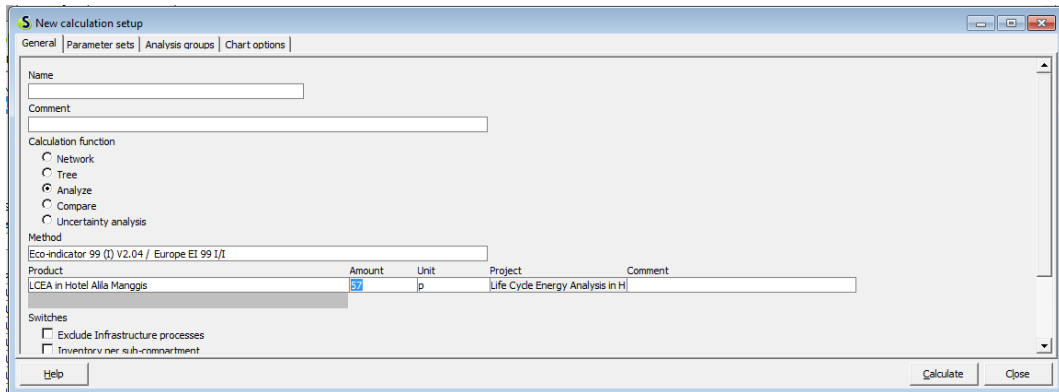 New calculation setup
General Parameter sets Analysis groups Chart options
Name
Comment
Calculation function
Network
Tree
Analyze
Compare
Uncertainty analysis
Method
Eco-indicator 99 (I) V2.04 / Europe EI 99 I/I
Product Amount Unit Project Comment
LCEA in Hotel Alila Manggis 57 p Life Cycle Energy Analysis in H
Switches
Exclude Infrastructure processes
Inventory per sub-compartment
Help Calculate Close